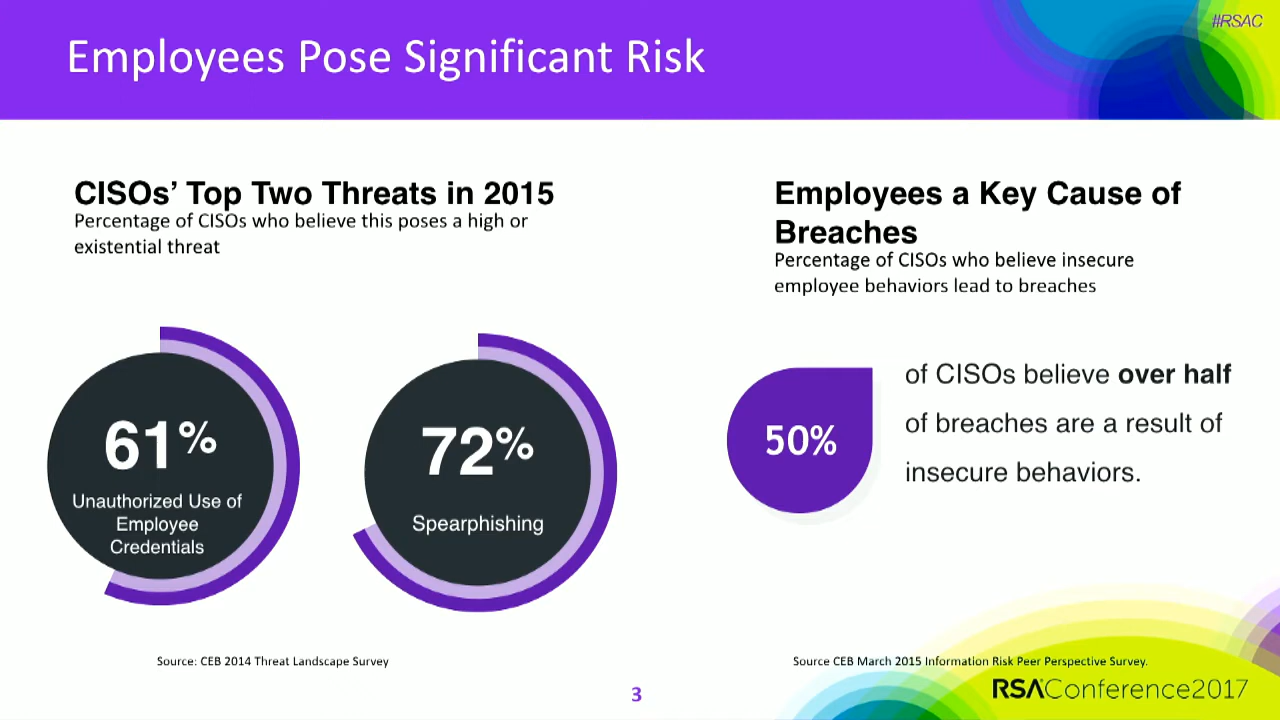 #RSAC
Employees Pose Significant Risk
CISOs’ Top Two Threats in 2015
Percentage of CISOs who believe this poses a high or
existential threat
61%
Unauthorized Use of
Employee
Credentials
72%
Spearphishing
Source: CEB 2014 Threat Landscape Survey
Employees a Key Cause of
Breaches
Percentage of CISOs who believe insecure
employee behaviors lead to breaches
50%
of CISOs believe over half
of breaches are a result of
insecure behaviors.
Source CEB March 2015 Information Risk Peer Perspective Survey.
3
RSAConference2017